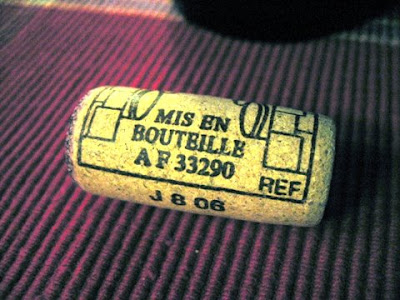 MIS EN
BOUTEILLE
A F 33290
REF
J 8 06